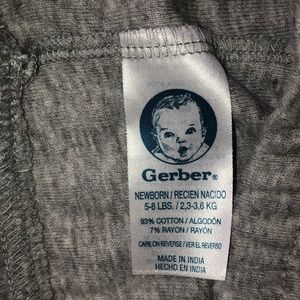 Gerber®
NEWBORN / RECIEN NACIDO
5-8 LBS. / 2,3-3,6 KG
93% COTTON / ALGODÓN
7% RAYON / RAYÓN
CARE ON REVERSE / VER EL REVERSO
MADE IN INDIA
HECHO EN INDIA